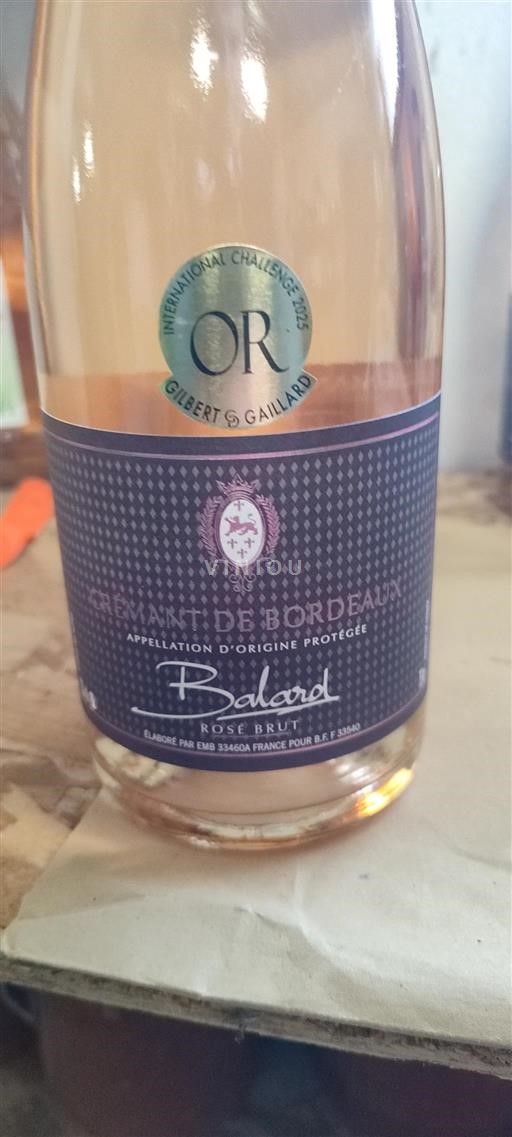 INTERNATIONAL CHALLENGE 2025
OR
GILBERT & GAILLARD
VINIOU
CRÉMANT DE BORDEAUX
APPELLATION D'ORIGINE PROTÉGÉE
Balard
ROSÉ BRUT
ÉLABORÉ PAR EMB 33460A FRANCE POUR B.F. F 33540